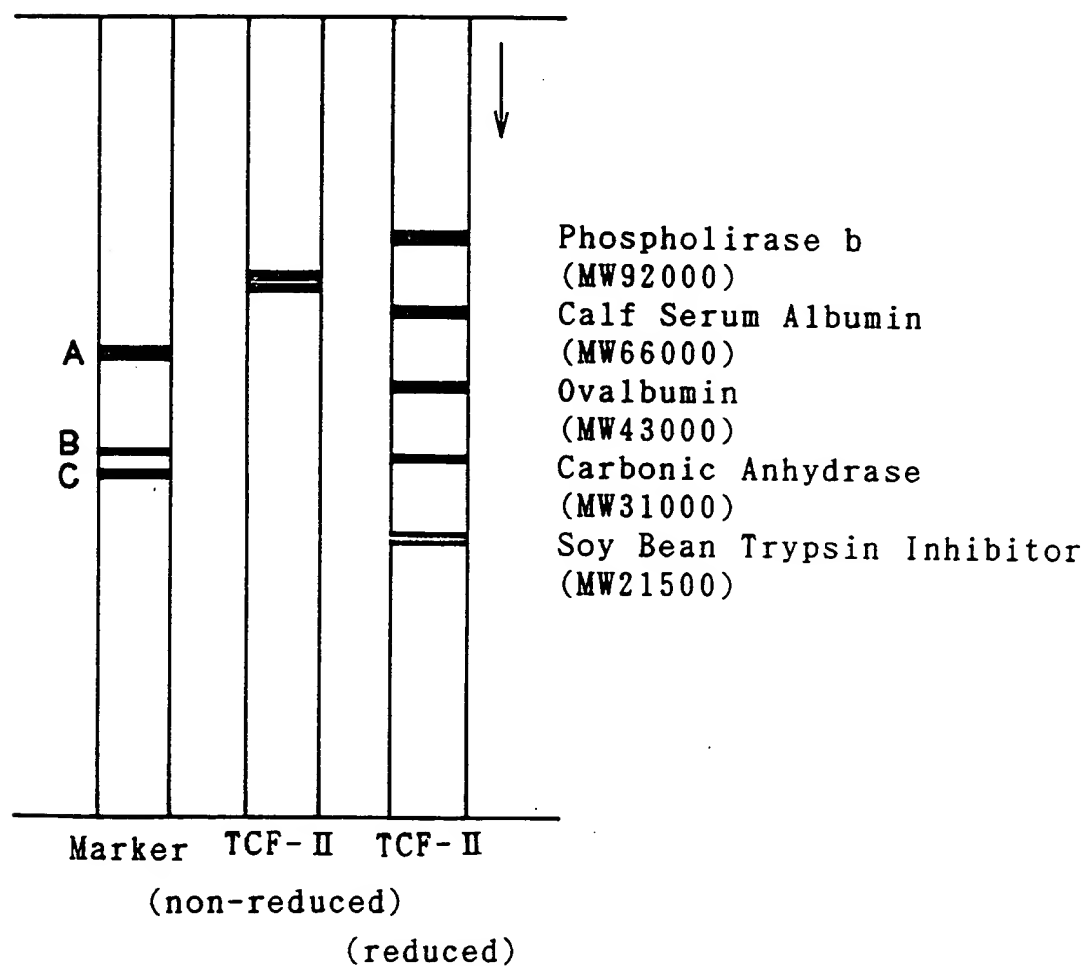 Phospholirase b
(MW92000)
Calf Serum Albumin
(MW66000)
A
Ovalbumin
(MW43000)
B
Carbonic Anhydrase
C
(MW31000)
Soy Bean Trypsin Inhibitor
(MW21500)
Marker TCF-II TCF-II
(non-reduced)
(reduced)